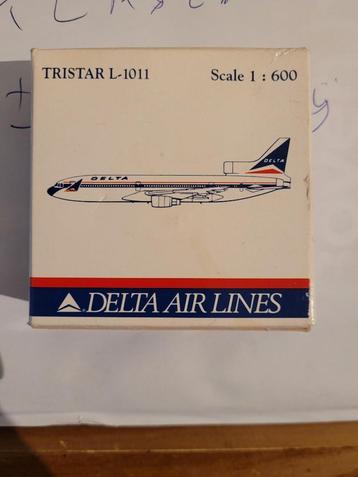 TRISTAR L-1011 Scale 1 : 600
DELTA
DELTA
DELTA AIR LINES